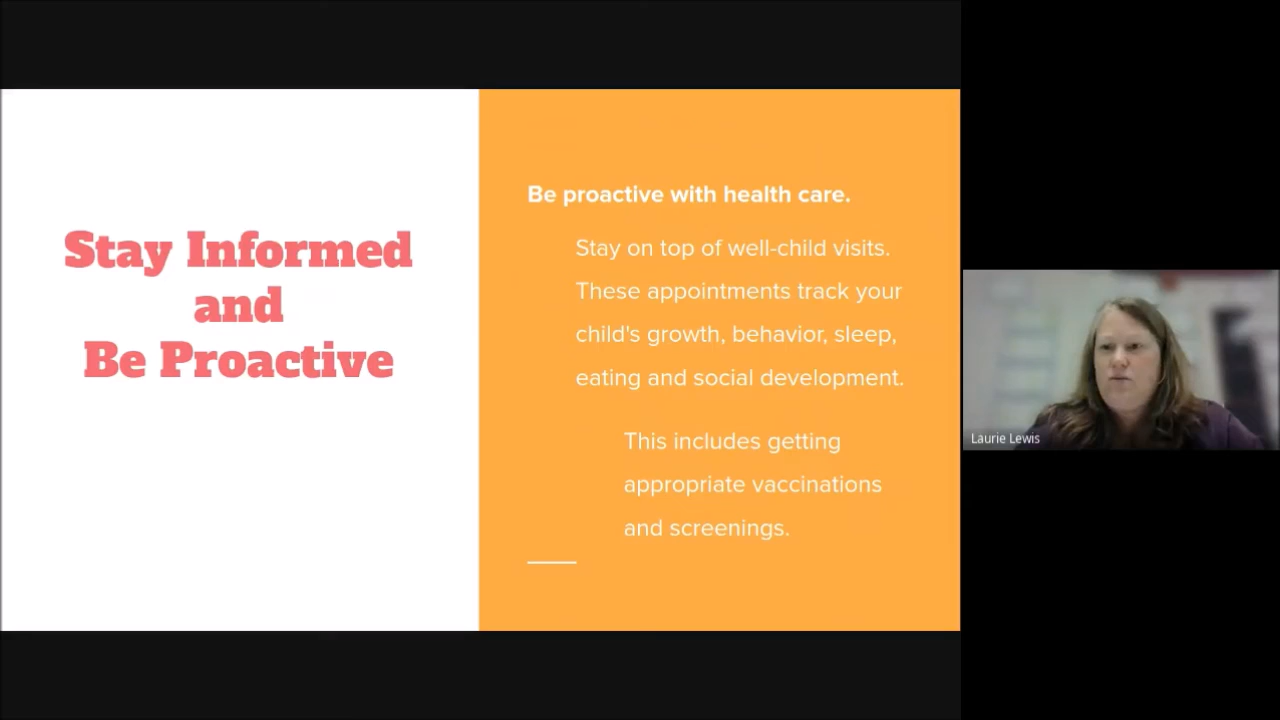 Stay Informed
and
Be Proactive
Be proactive with health care.
Stay on top of well-child visits.
These appointments track your
child's growth, behavior, sleep,
eating and social development.
This includes getting
appropriate vaccinations
and screenings.
Laurie Lewis